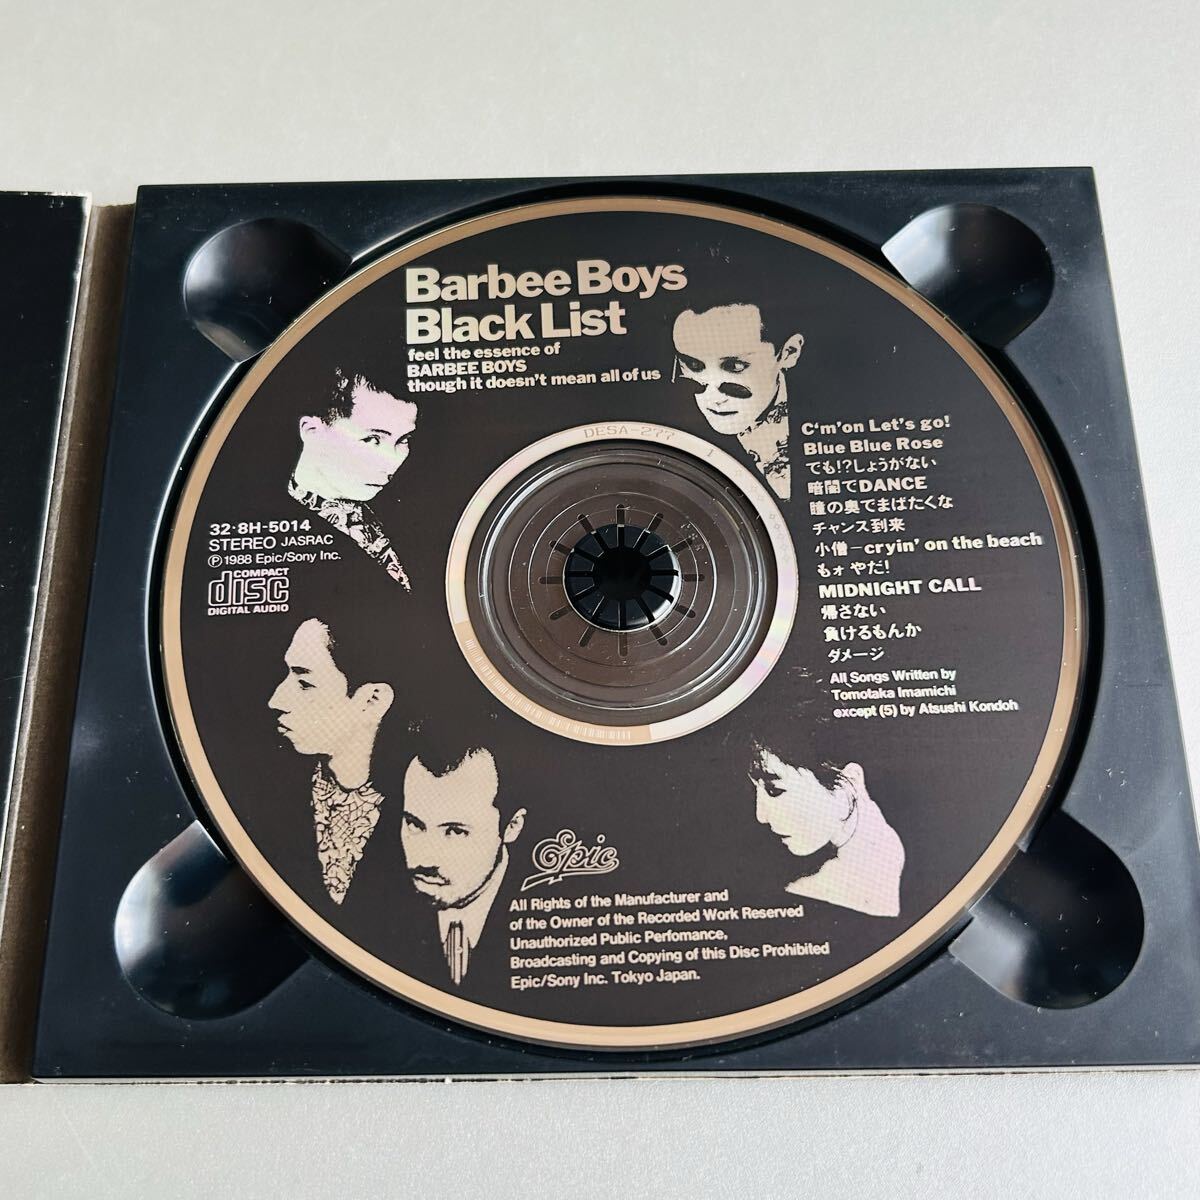 Barbee Boys
Black List
feel the essence of
BARBEE BOYS
though it doesn't mean all of us
DESA-277
1
C'm'on Let's go!
Blue Blue Rose
でも!?しょうがない
暗闇でDANCE
瞳の奥でまばたくな
チャンス到来
小僧−cryin' on the beach
もォやだ!
MIDNIGHT CALL
帰さない
負けるもんか
ダメージ
All Songs Written by
Tomotaka Imamichi
except (5) by Atsushi Kondoh
32・8H-5014
STEREO JASRAC
Ⓟ1988 Epic/Sony Inc.
COMPACT
disc
DIGITAL AUDIO
Epic
All Rights of the Manufacturer and
of the Owner of the Recorded Work Reserved
Unauthorized Public Perfomance,
Broadcasting and Copying of this Disc Prohibited
Epic/Sony Inc. Tokyo Japan.